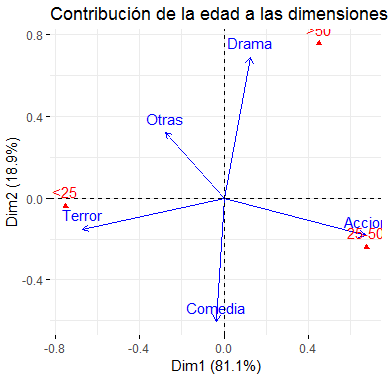 Contribución de la edad a las dimensiones
0.8
>50
Drama
0.4
Otras
Dim2 (18.9%)
0.0
<25
Terror
Accion
25-50
-0.4
Comedia
-0.8
-0.4
0.0
0.4
Dim1 (81.1%)